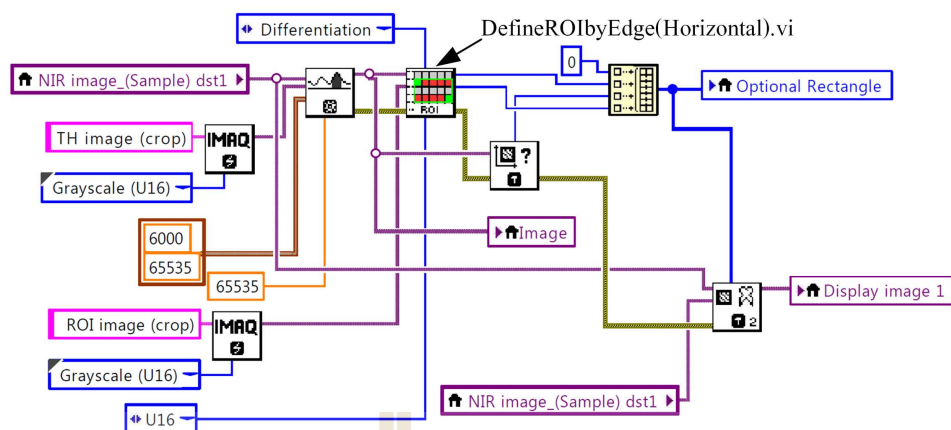 DefineROIbyEdge(Horizontal).vi
Differentiation
NIR image_(Sample) dst1
0
Optional Rectangle
ROI
TH image (crop)
IMAQ
?
T
Grayscale (U16)
Image
6000
65535
65535
Display image 1
T 2
ROI image (crop)
IMAQ
Grayscale (U16)
NIR image_(Sample) dst1
U16